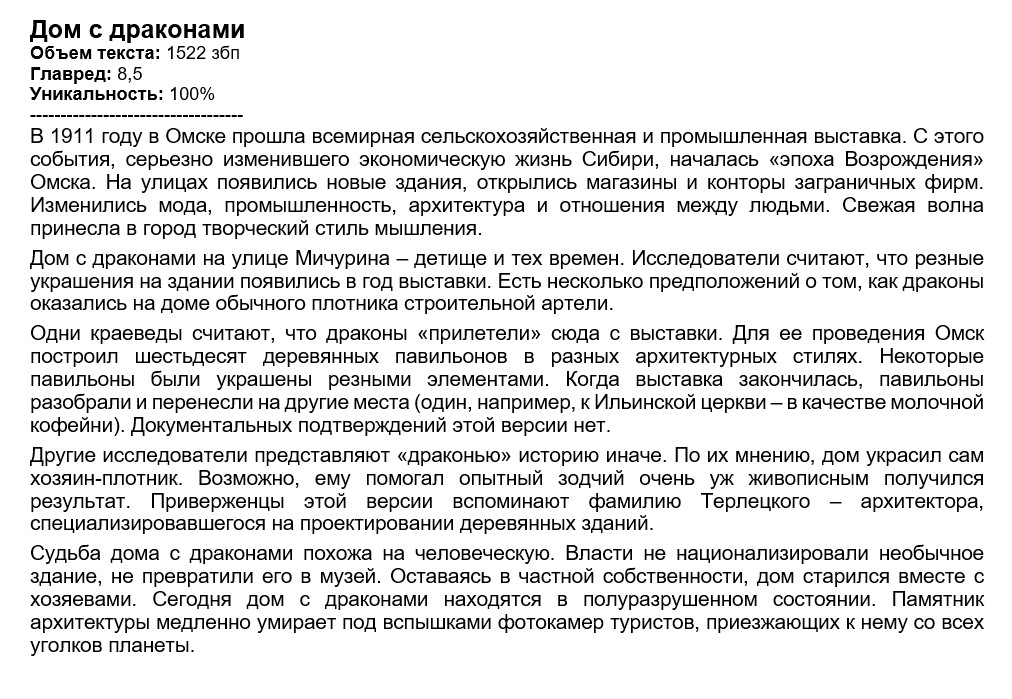 Дом с драконами
Объем текста: 1522 збп
Главред: 8,5
Уникальность: 100%
-----------------------------------
В 1911 году в Омске прошла всемирная сельскохозяйственная и промышленная выставка. С этого
события, серьезно изменившего экономическую жизнь Сибири, началась «эпоха Возрождения»
Омска. На улицах появились новые здания, открылись магазины и конторы заграничных фирм.
Изменились мода, промышленность, архитектура и отношения между людьми. Свежая волна
принесла в город творческий стиль мышления.
Дом с драконами на улице Мичурина – детище и тех времен. Исследователи считают, что резные
украшения на здании появились в год выставки. Есть несколько предположений о том, как драконы
оказались на доме обычного плотника строительной артели.
Одни краеведы считают, что драконы «прилетели» сюда с выставки. Для ее проведения Омск
построил шестьдесят деревянных павильонов в разных архитектурных стилях. Некоторые
павильоны были украшены резными элементами. Когда выставка закончилась, павильоны
разобрали и перенесли на другие места (один, например, к Ильинской церкви – в качестве молочной
кофейни). Документальных подтверждений этой версии нет.
Другие исследователи представляют «драконью» историю иначе. По их мнению, дом украсил сам
хозяин-плотник. Возможно, ему помогал опытный зодчий очень уж живописным получился
результат. Приверженцы этой версии вспоминают фамилию Терлецкого – архитектора,
специализировавшегося на проектировании деревянных зданий.
Судьба дома с драконами похожа на человеческую. Власти не национализировали необычное
здание, не превратили его в музей. Оставаясь в частной собственности, дом старился вместе с
хозяевами. Сегодня дом с драконами находятся в полуразрушенном состоянии. Памятник
архитектуры медленно умирает под вспышками фотокамер туристов, приезжающих к нему со всех
уголков планеты.